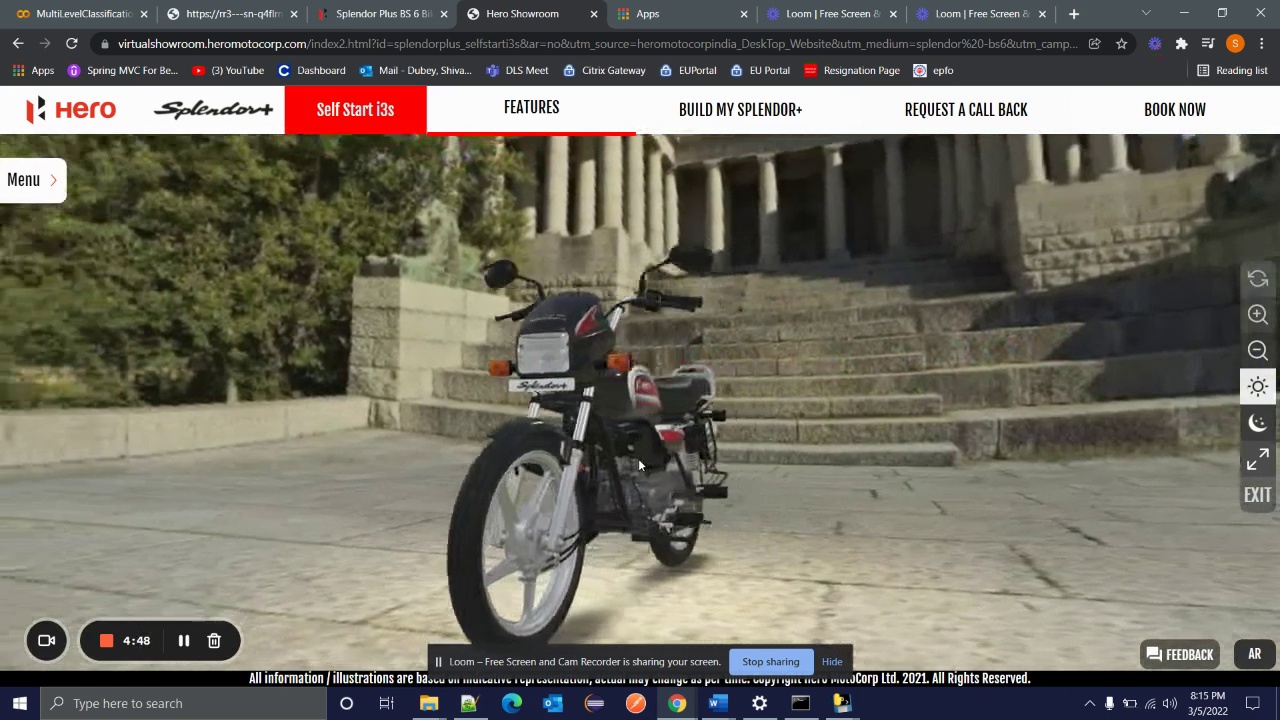 MultiLevelClassificatio
https://rr3---sn-q4flrn
Splendor Plus BS 6 Bik
Hero Showroom
Apps
Loom | Free Screen &
Loom | Free Screen &
virtualshowroom.heromotocorp.com/index2.html?id=splendorplus_selfstarti3s&at=no&utm_source=heromotocorpindia_DeskTop_Website&utm_medium=splendor%20-bs6&utm_camp...
Apps
Spring MVC For Be...
(3) YouTube
Dashboard
Mail - Dubey, Shiva...
DLS Meet
Citrix Gateway
EUPortal
EU Portal
Resignation Page
epfo
Reading list
HERO
Splendor+
Self Start i3s
FEATURES
BUILD MY SPLENDOR+
REQUEST A CALL BACK
BOOK NOW
Menu
Splendor+
EXIT
4:48
Loom – Free Screen and Cam Recorder is sharing your screen.
Stop sharing
Hide
FEEDBACK
AR
All information / illustrations are based on indicative representation, actual may change as per time. Copyright Hero MotoCorp Ltd. 2021. All Rights Reserved.
Type here to search
8:15 PM
3/5/2022